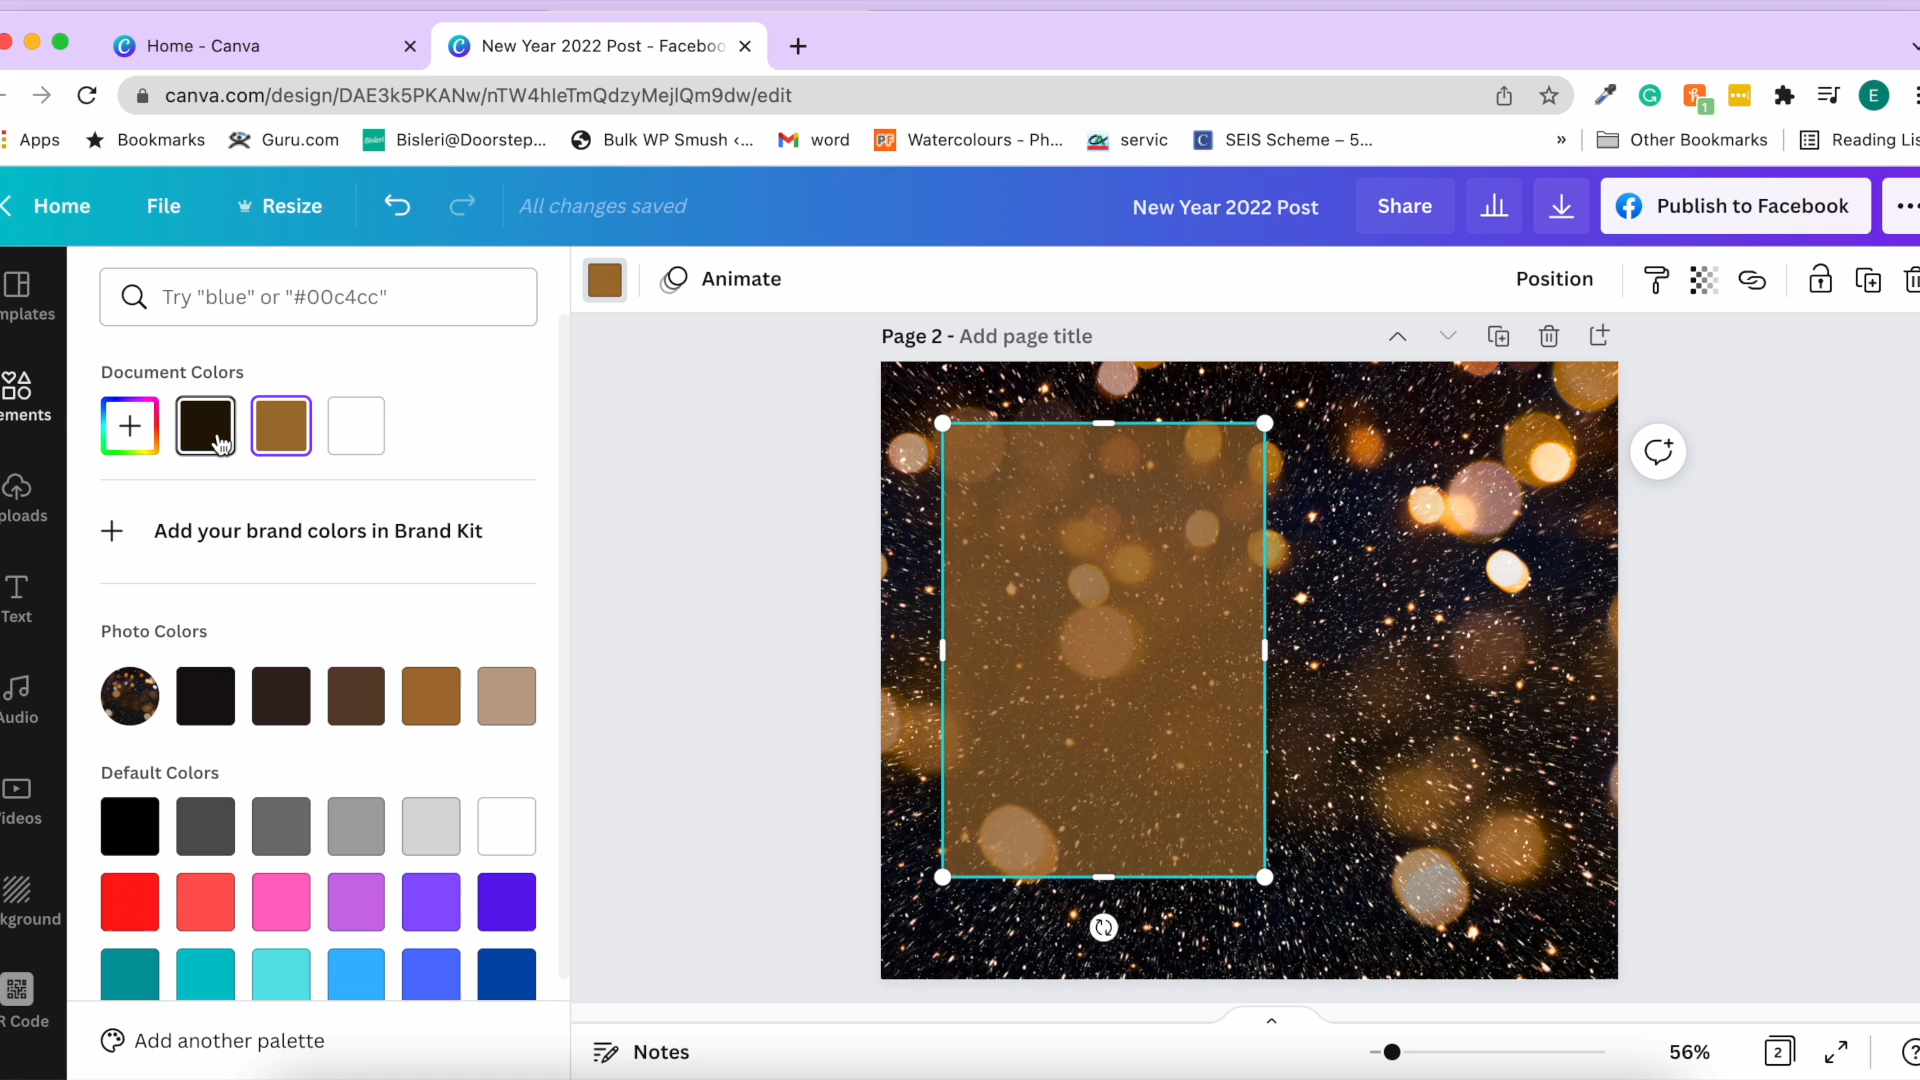 Home - Canva
New Year 2022 Post - Faceboo
canva.com/design/DAE3k5PKANw/nTW4hleTmQdzyMejlQm9dw/edit
1
E
Apps
Bookmarks
Guru.com
Bisleri@Doorstep...
Bulk WP Smush <...
word
PF
Watercolours - Ph...
servic
C
SEIS Scheme – 5...
»
Other Bookmarks
Reading Lis
Home
File
Resize
All changes saved
New Year 2022 Post
Share
Publish to Facebook
mplates
ements
ploads
Text
Audio
ideos
kground
R Code
Try "blue" or "#00c4cc"
Document Colors
Add your brand colors in Brand Kit
Photo Colors
Default Colors
Add another palette
Animate
Position
Page 2 - Add page title
Notes
56%
2
?